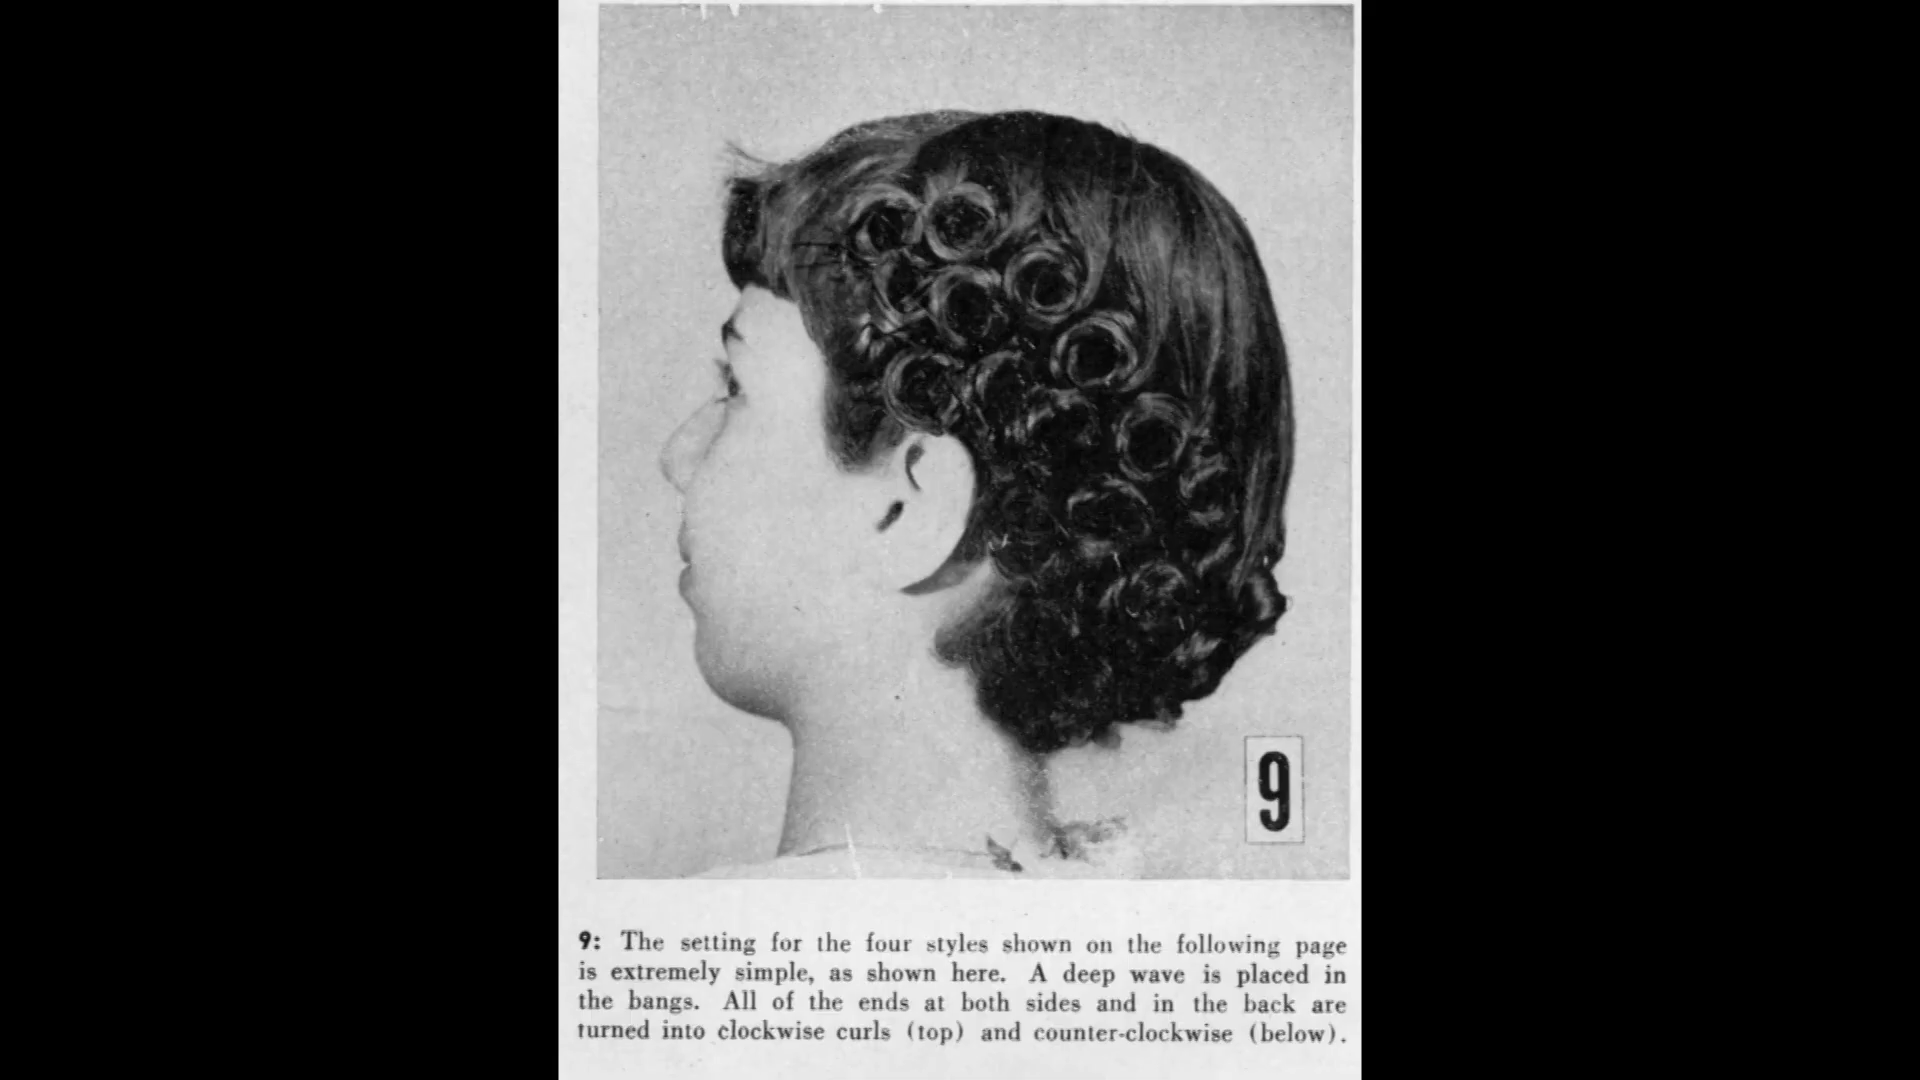 9
9: The setting for the four styles shown on the following page
is extremely simple, as shown here. A deep wave is placed in
the bangs. All of the ends at both sides and in the back are
turned into clockwise curls (top) and counter-clockwise (below).